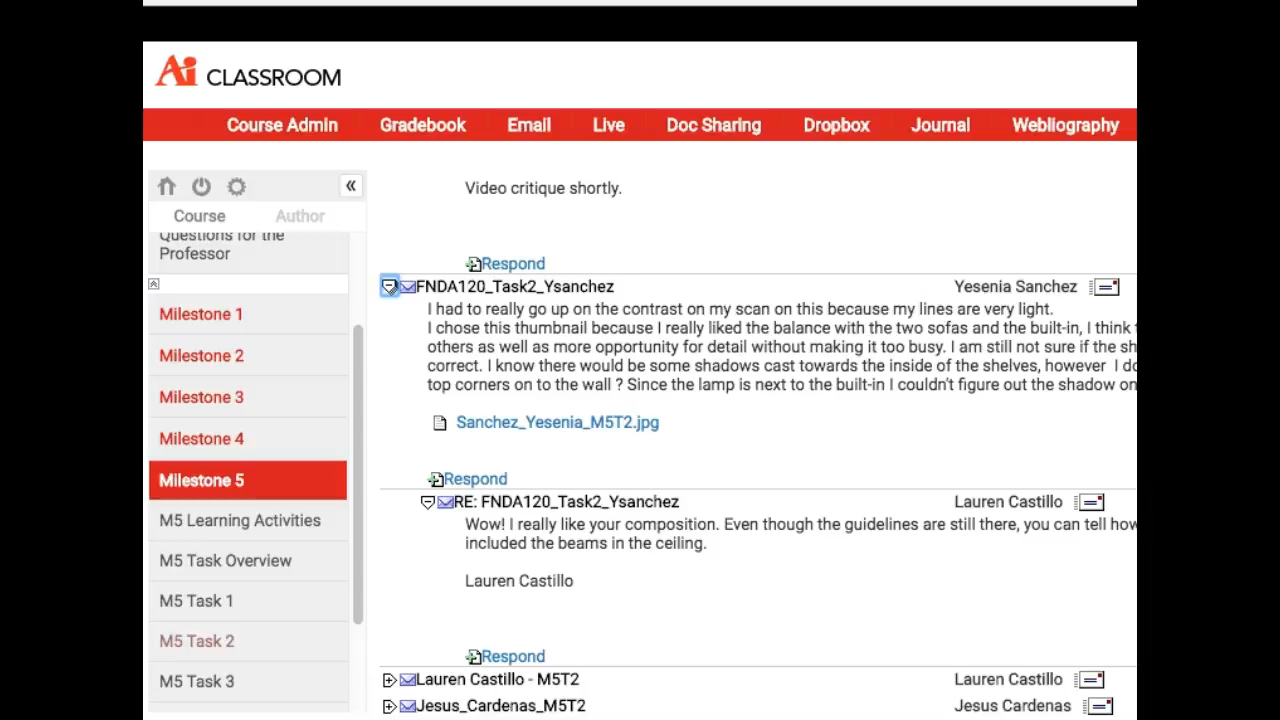 Ai CLASSROOM
Course Admin Gradebook Email Live Doc Sharing Dropbox Journal Webliography
Course Author
Questions for the
Professor
Milestone 1
Milestone 2
Milestone 3
Milestone 4
Milestone 5
M5 Learning Activities
M5 Task Overview
M5 Task 1
M5 Task 2
M5 Task 3
Video critique shortly.
Respond
FNDA120_Task2_Ysanchez Yesenia Sanchez
I had to really go up on the contrast on my scan on this because my lines are very light.
I chose this thumbnail because I really liked the balance with the two sofas and the built-in, I think
others as well as more opportunity for detail without making it too busy. I am still not sure if the
correct. I know there would be some shadows cast towards the inside of the shelves, however I
top corners on to the wall ? Since the lamp is next to the built-in I couldn't figure out the shadow on
Sanchez_Yesenia_M5T2.jpg
Respond
RE: FNDA120_Task2_Ysanchez Lauren Castillo
Wow! I really like your composition. Even though the guidelines are still there, you can tell how
included the beams in the ceiling.
Lauren Castillo
Respond
Lauren Castillo - M5T2 Lauren Castillo
Jesus_Cardenas_M5T2 Jesus Cardenas